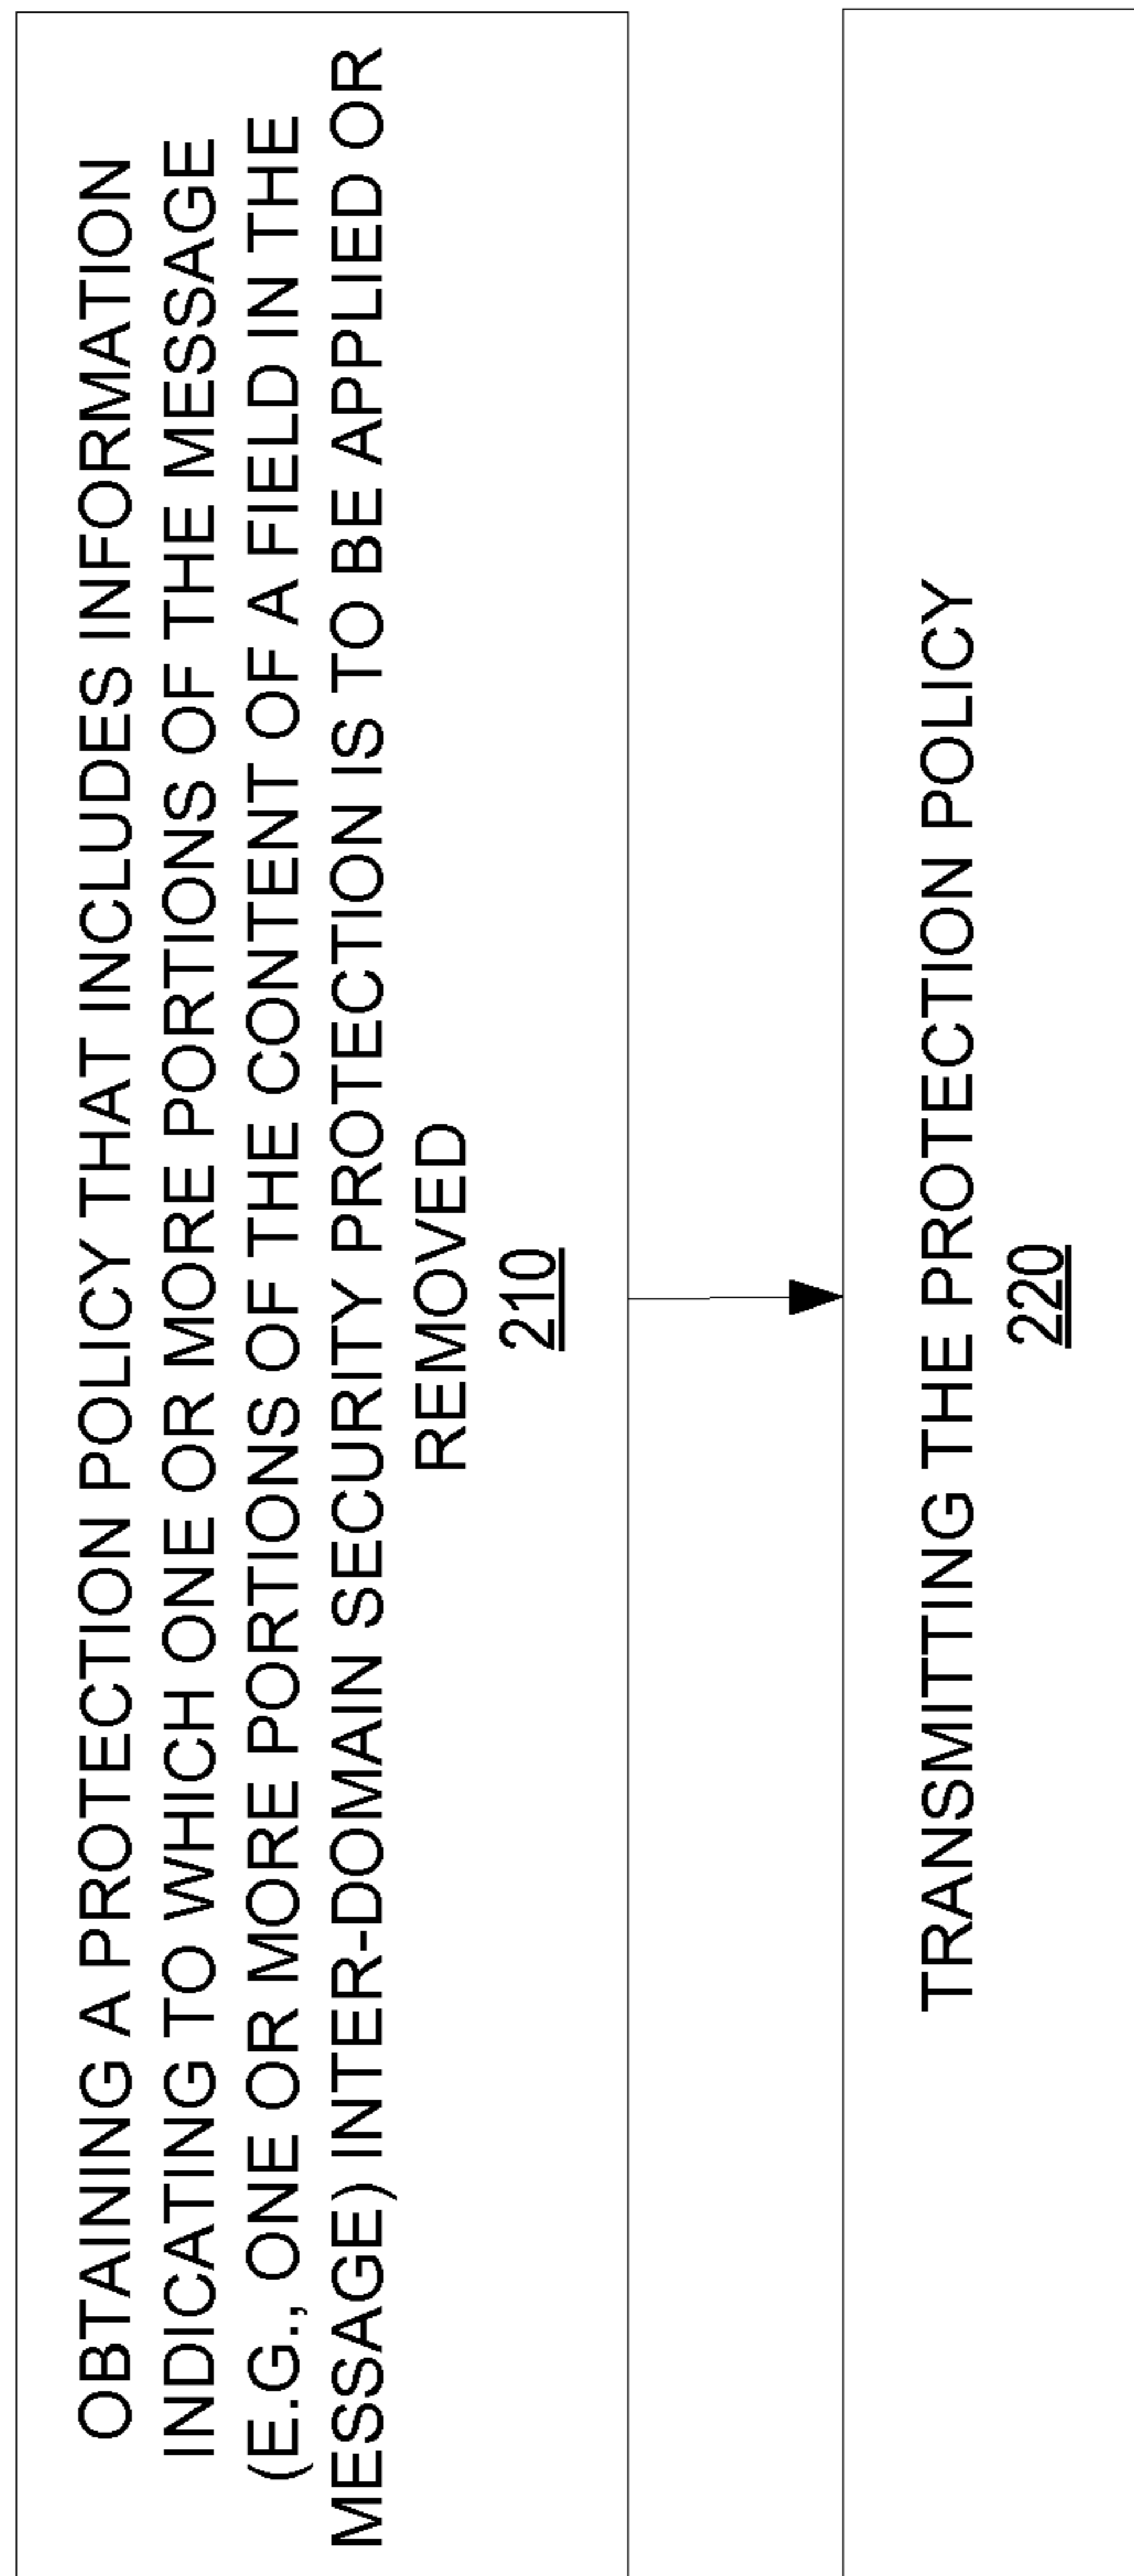 OBTAINING A PROTECTION POLICY THAT INCLUDES INFORMATION
INDICATING TO WHICH ONE OR MORE PORTIONS OF THE MESSAGE
(E.G., ONE OR MORE PORTIONS OF THE CONTENT OF A FIELD IN THE
MESSAGE) INTER-DOMAIN SECURITY PROTECTION IS TO BE APPLIED OR
REMOVED
210
TRANSMITTING THE PROTECTION POLICY
220